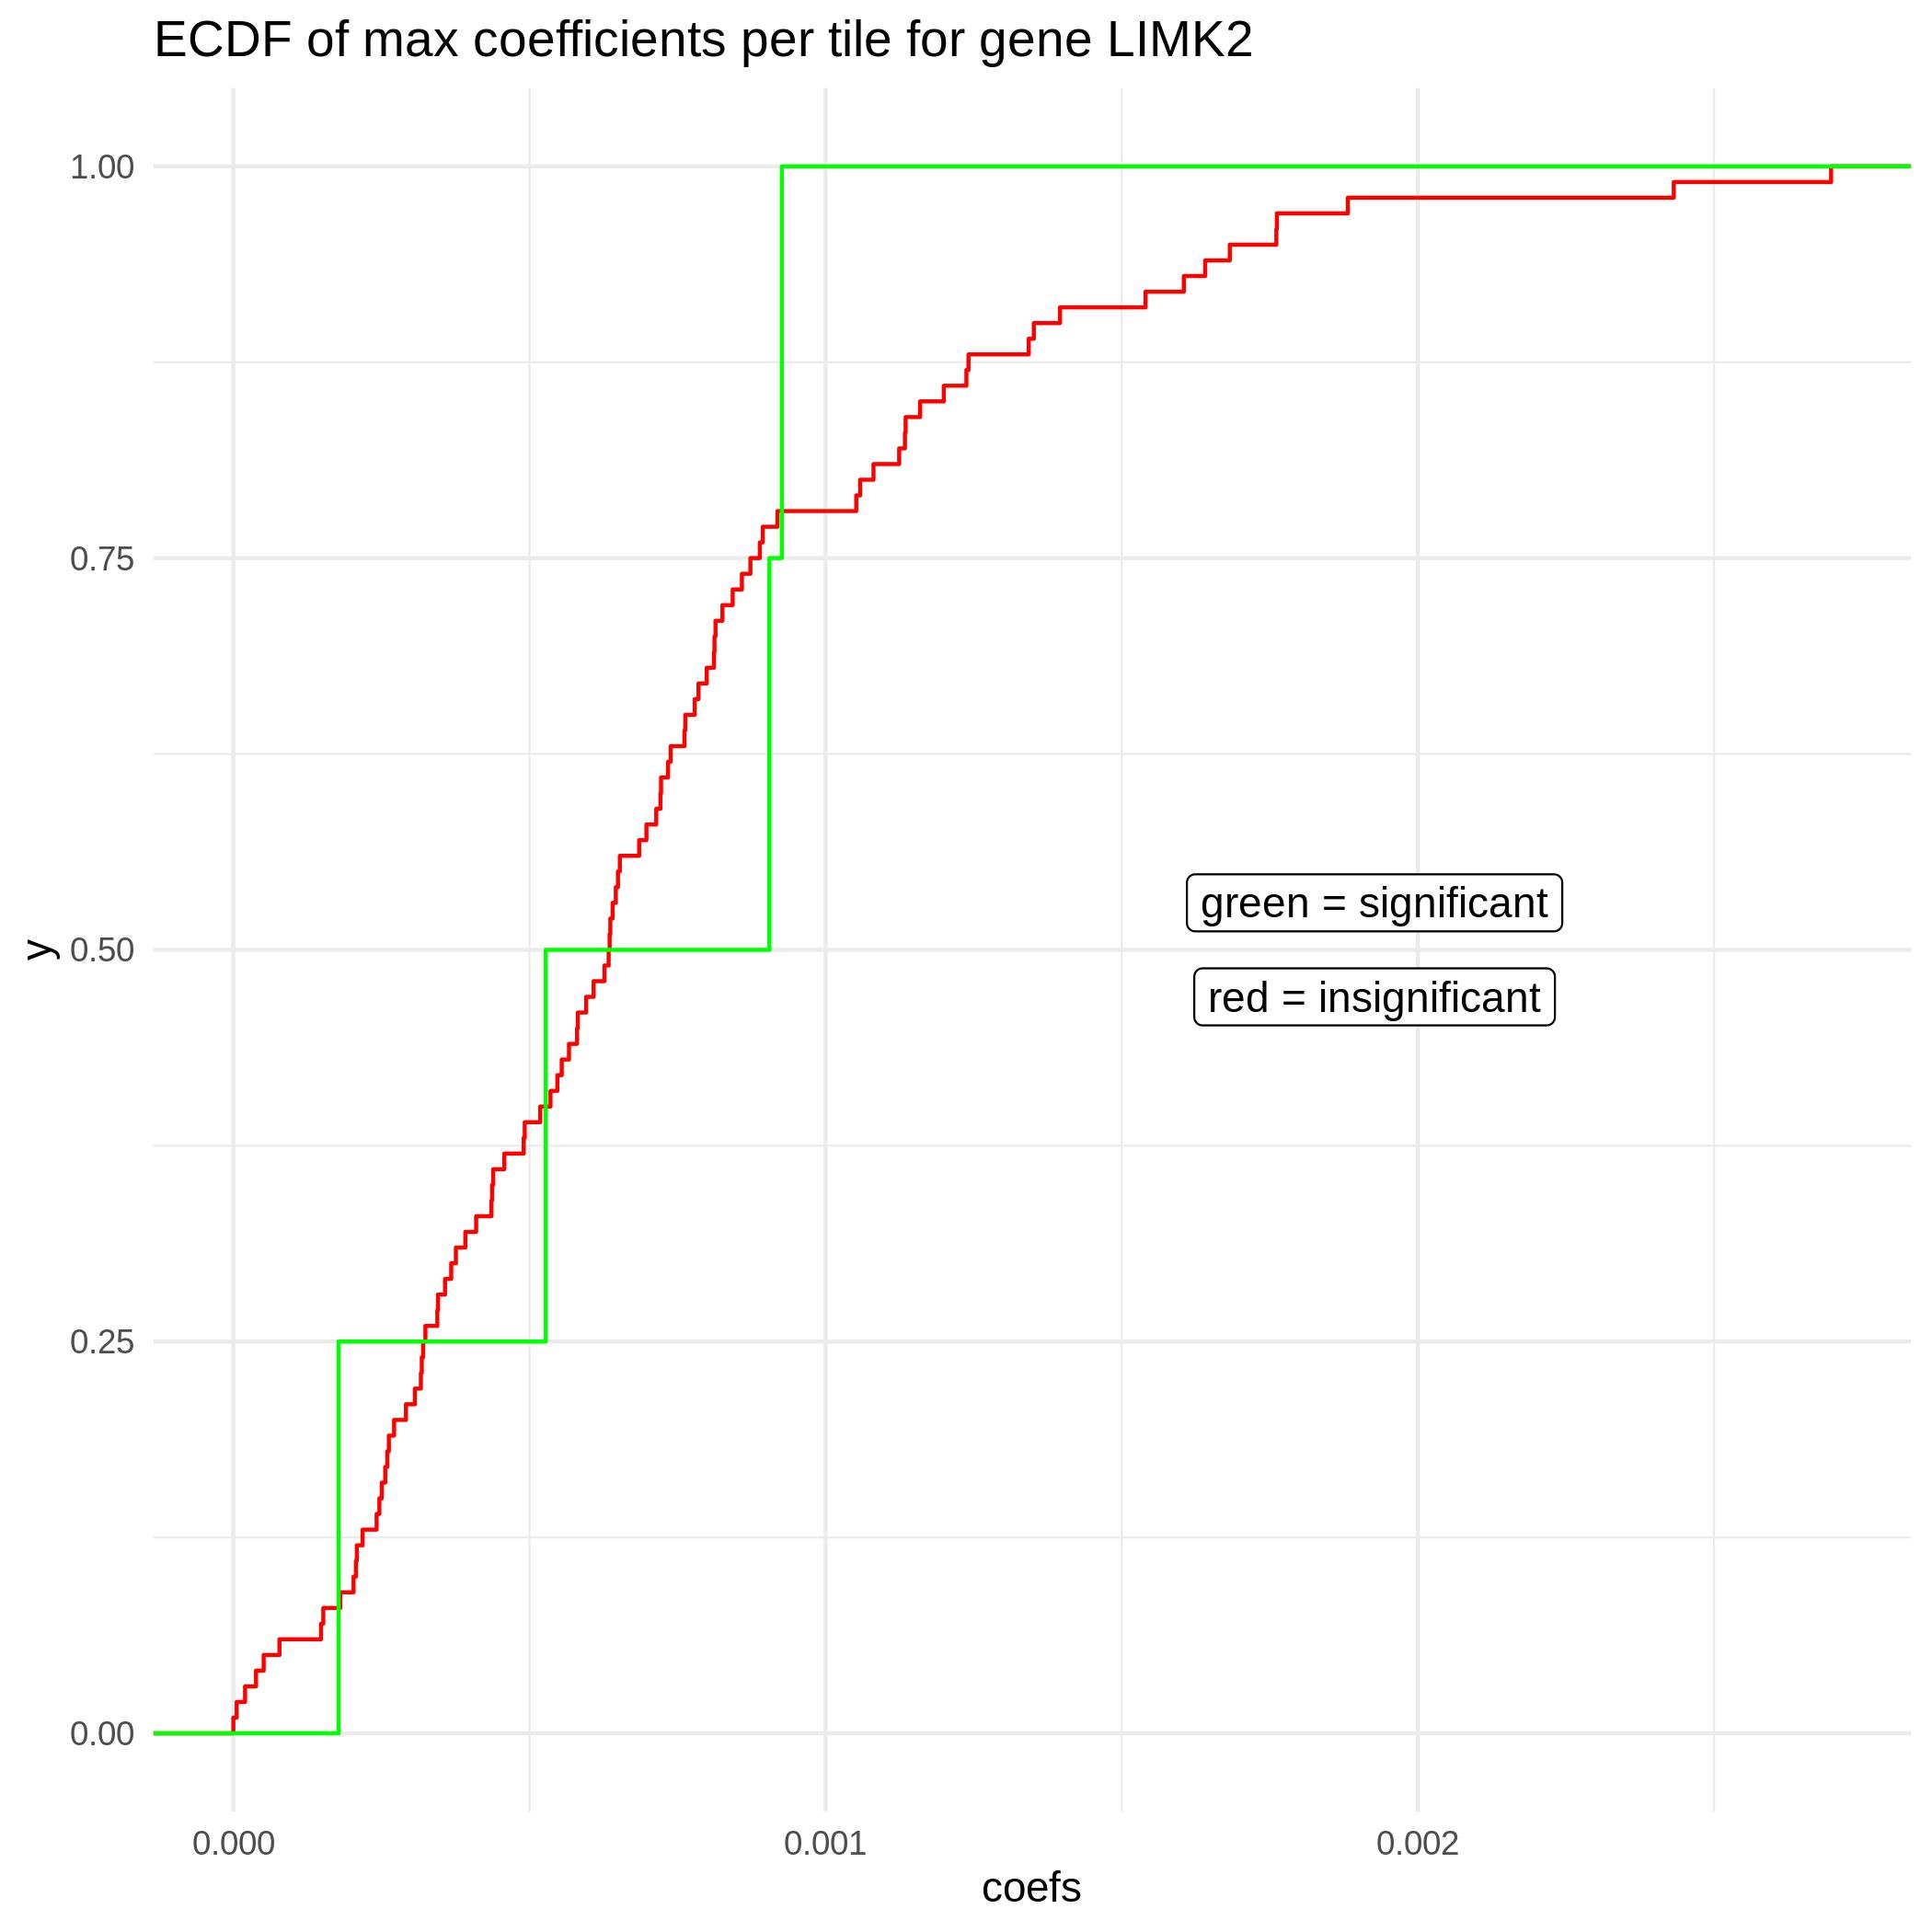 ECDF of max coefficients per tile for gene LIMK2
1.00
0.75
0.50
0.25
0.00
y
green = significant
red = insignificant
0.000 0.001 0.002
coefs